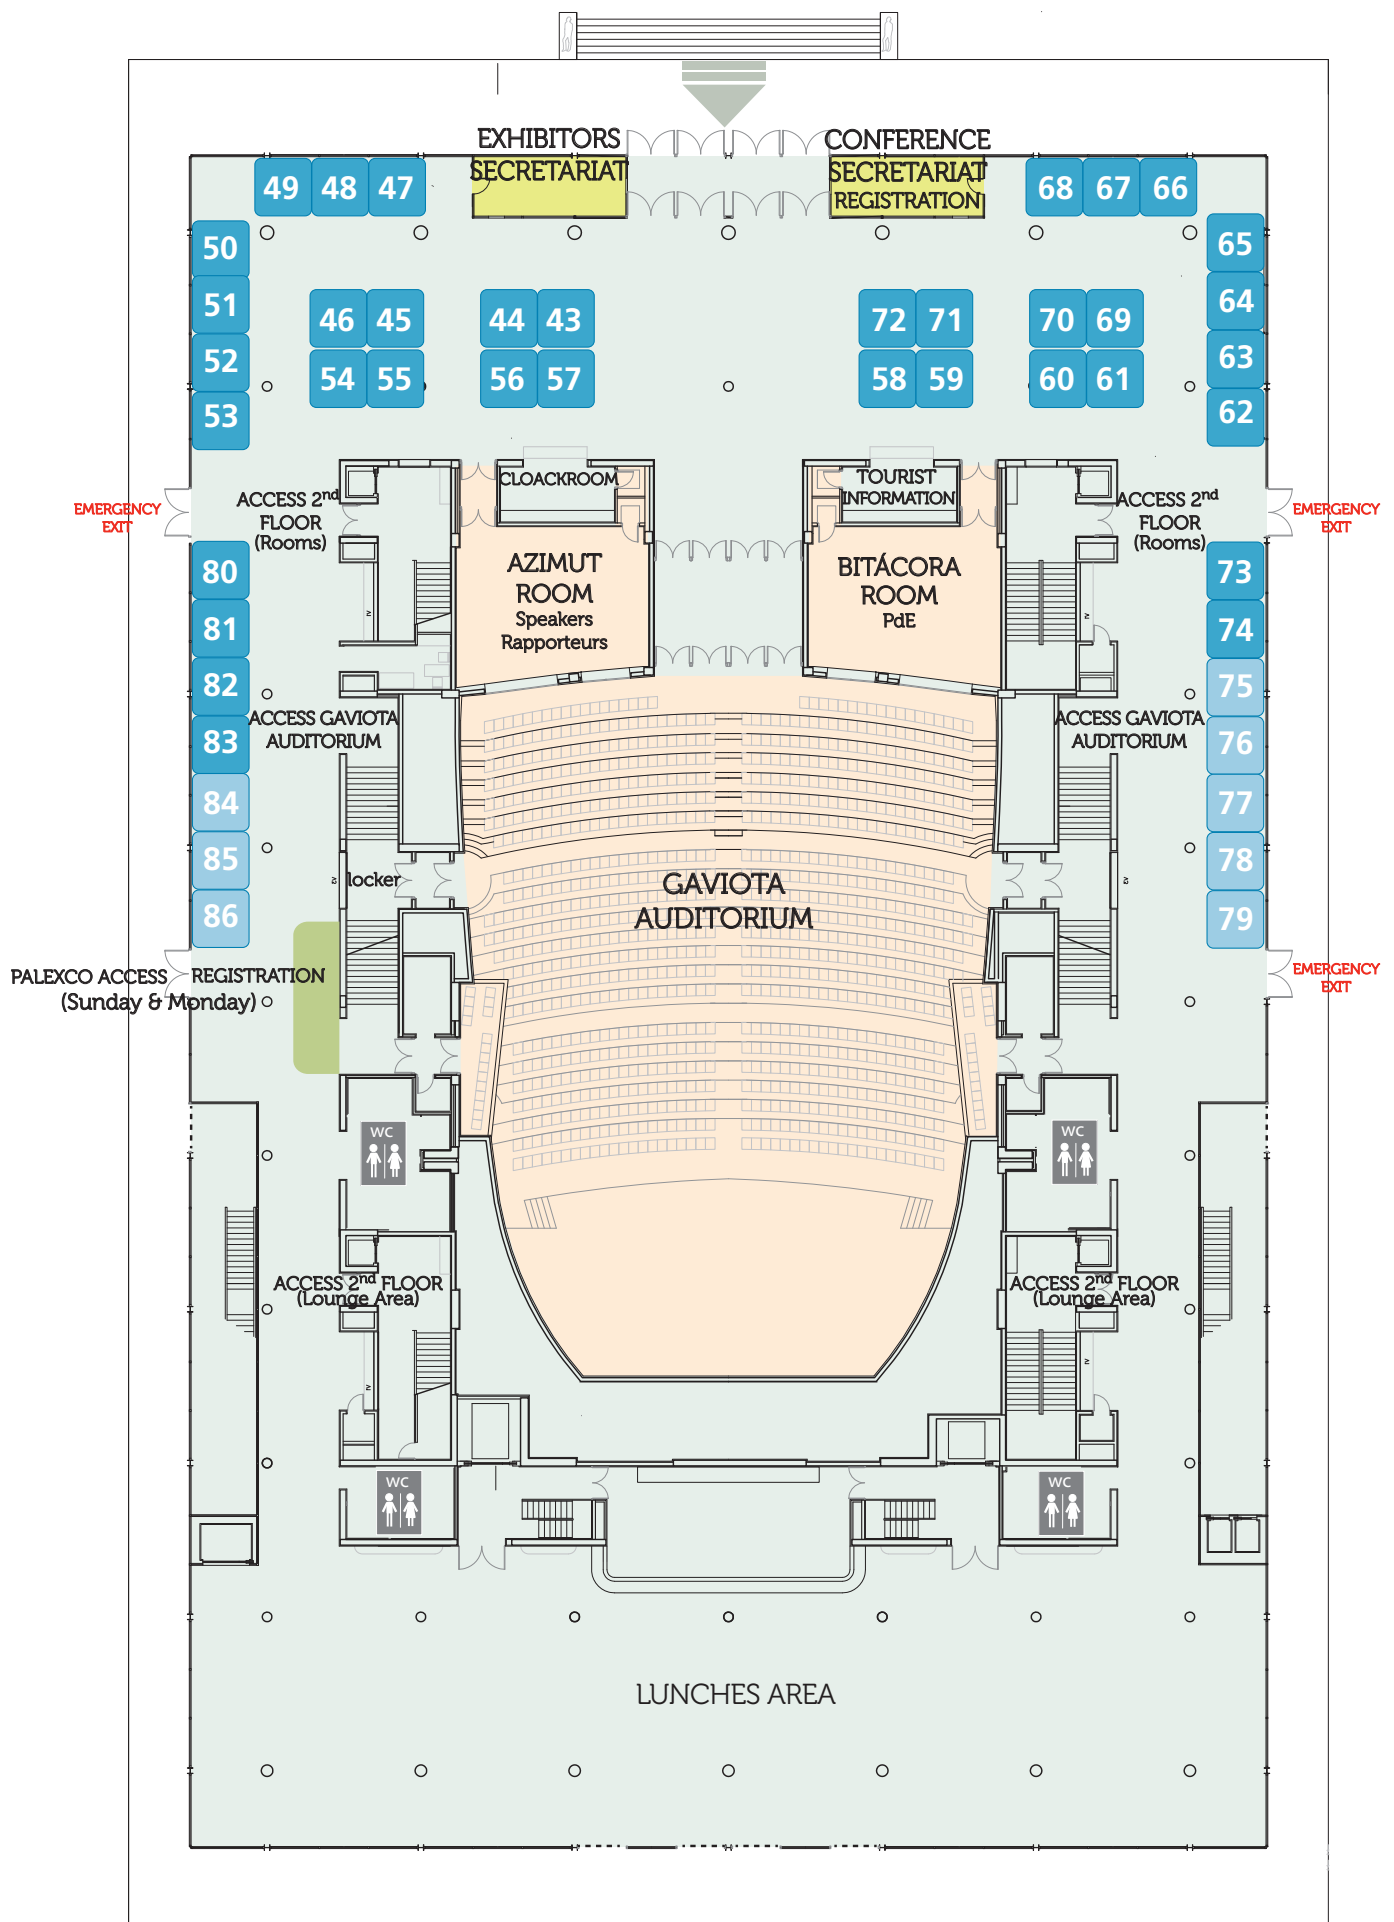 EXHIBITORS
SECRETARIAT
CONFERENCE
SECRETARIAT
REGISTRATION
49 48 47
68 67 66
50
51
52
53
65
64
63
62
46 45
54 55
44 43
56 57
72 71
58 59
70 69
60 61
EMERGENCY
EXIT
ACCESS 2nd
FLOOR
(Rooms)
CLOACKROOM
TOURIST
INFORMATION
ACCESS 2nd
FLOOR
(Rooms)
EMERGENCY
EXIT
AZIMUT
ROOM
Speakers
Rapporteurs
BITÁCORA
ROOM
PdE
80
81
82
83
84
85
86
73
74
75
76
77
78
79
ACCESS GAVIOTA
AUDITORIUM
ACCESS GAVIOTA
AUDITORIUM
locker
GAVIOTA
AUDITORIUM
PALEXCO ACCESS
(Sunday & Monday)
REGISTRATION
EMERGENCY
EXIT
WC
WC
ACCESS 2nd FLOOR
(Lounge Area)
ACCESS 2nd FLOOR
(Lounge Area)
WC
WC
LUNCHES AREA